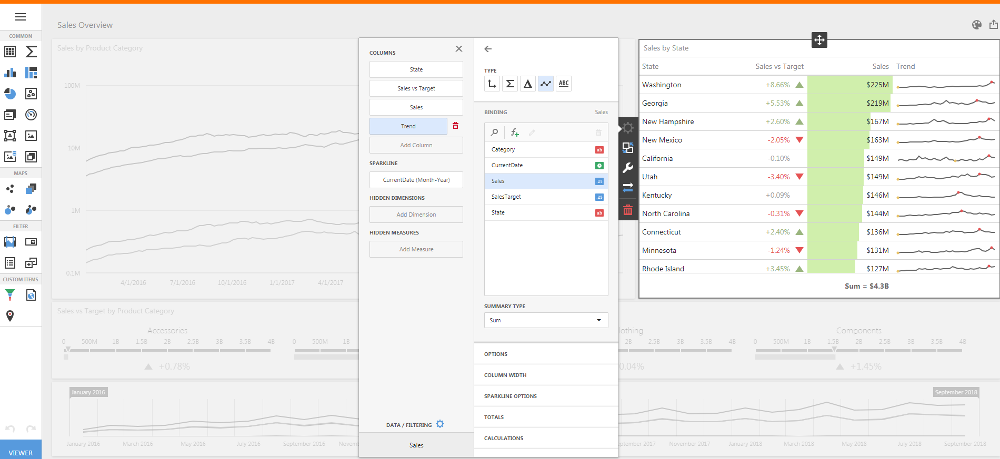 Sales Overview
COMMON
MAPS
FILTER
CUSTOM ITEMS
VIEWER
Sales by Product Category
100M
10M
1M
0.1M
4/1/2016 7/1/2016 10/1/2016 1/1/2017 4/1/2017
COLUMNS
State
Sales vs Target
Sales
Trend
Add Column
SPARKLINE
CurrentDate (Month-Year)
HIDDEN DIMENSIONS
Add Dimension
HIDDEN MEASURES
Add Measure
DATA / FILTERING
Sales
TYPE
ABC
BINDING Sales
Category ab
CurrentDate
Sales .25
SalesTarget .25
State ab
SUMMARY TYPE
Sum
OPTIONS
COLUMN WIDTH
SPARKLINE OPTIONS
TOTALS
CALCULATIONS
Sales by State
State Sales vs Target Sales Trend
Washington +8.66% $225M
Georgia +5.53% $219M
New Hampshire +2.60% $167M
New Mexico -2.05% $163M
California -0.10% $149M
Utah -3.40% $149M
Kentucky +0.09% $146M
North Carolina -0.31% $144M
Connecticut +2.40% $136M
Minnesota -1.24% $131M
Rhode Island +3.45% $127M
Sum = $4.3B
Sales vs Target by Product Category
Accessories
0 500M 1B 1.5B 2B 2.5B 3B 3.5B 4B
+0.78%
0 500M 1B
lothing
2B 2.5B 3B 3.5B 4B
0.04%
Components
0 500M 1B 1.5B 2B 2.5B 3B 3.5B 4B
+1.45%
January 2016 September 2018
January 2016 March 2016 May 2016 July 2016 September 2016 Novem
eptember 2017 November 2017 January 2018 March 2018 May 2018 July 2018 September 2018